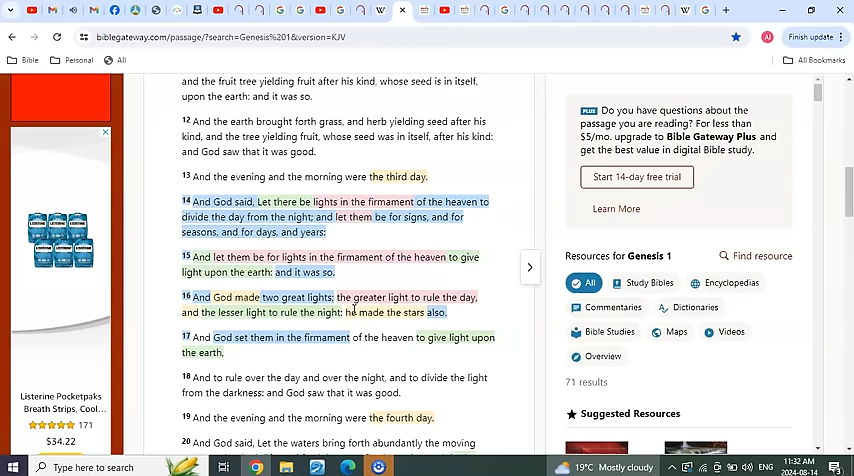 Finish update
biblegateway.com/passage/?search=Genesis%201&version=KJV
Bible
Personal
All
All Bookmarks
and the fruit tree yielding fruit after his kind, whose seed is in itself,
upon the earth: and it was so.
12 And the earth brought forth grass, and herb yielding seed after his
kind, and the tree yielding fruit, whose seed was in itself, after his kind:
and God saw that it was good.
13 And the evening and the morning were the third day.
14 And God said, Let there be lights in the firmament of the heaven to
divide the day from the night; and let them be for signs, and for
seasons, and for days, and years:
15 And let them be for lights in the firmament of the heaven to give
light upon the earth: and it was so.
16 And God made two great lights; the greater light to rule the day,
and the lesser light to rule the night: he made the stars also.
17 And God set them in the firmament of the heaven to give light upon
the earth,
18 And to rule over the day and over the night, and to divide the light
from the darkness: and God saw that it was good.
19 And the evening and the morning were the fourth day.
20 And God said, Let the waters bring forth abundantly the moving
LISTERINE
Listerine Pocketpaks
Breath Strips, Cool...
171
$34.22
PLUS Do you have questions about the
passage you are reading? For less than
$5/mo. upgrade to Bible Gateway Plus and
get the best value in digital Bible study.
Start 14-day free trial
Learn More
Resources for Genesis 1
Find resource
All
Study Bibles
Encyclopedias
Commentaries
Dictionaries
Bible Studies
Maps
Videos
Overview
71 results
Suggested Resources
Type here to search
19°C Mostly cloudy
ENG
11:32 AM
2024-08-14